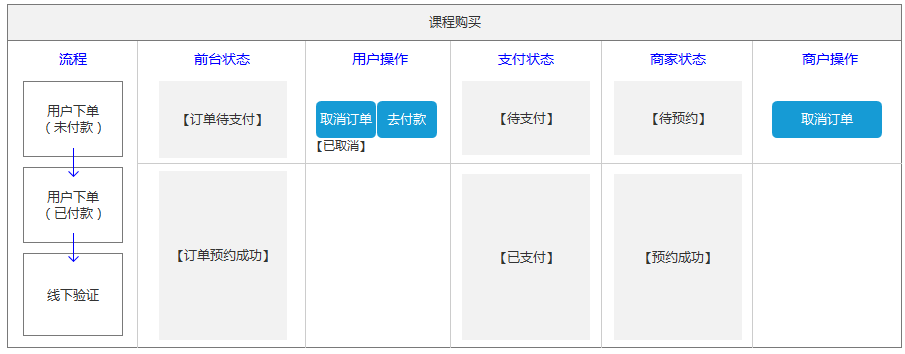 课程购买
流程
前台状态
用户操作
支付状态
商家状态
商户操作
用户下单
（未付款）
【订单待支付】
取消订单
去付款
【已取消】
【待支付】
【待预约】
取消订单
用户下单
（已付款）
【订单预约成功】
【已支付】
【预约成功】
线下验证